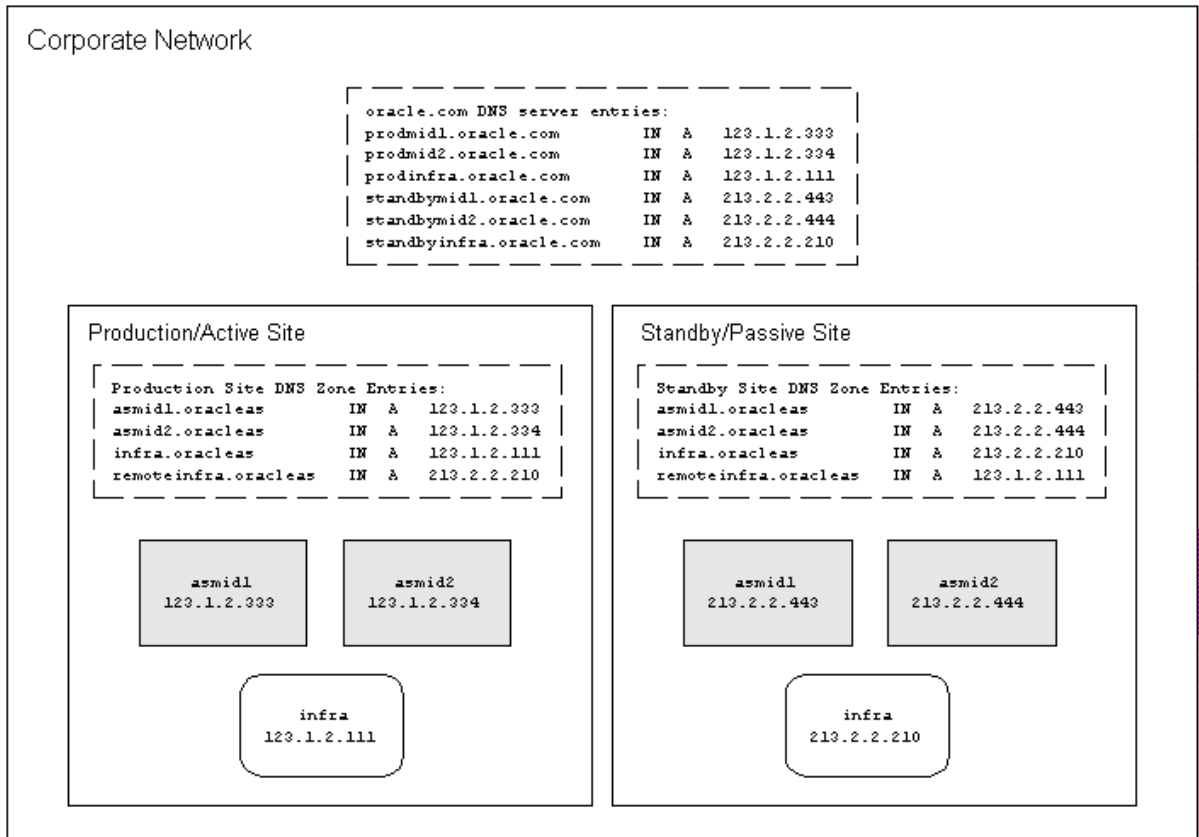 Corporate Network
oracle.com DNS server entries:
prodmid1.oracle.com IN A 123.1.2.333
prodmid2.oracle.com IN A 123.1.2.334
prodinfra.oracle.com IN A 123.1.2.111
standbymid1.oracle.com IN A 213.2.2.443
standbymid2.oracle.com IN A 213.2.2.444
standbyinfra.oracle.com IN A 213.2.2.210
Production/Active Site
Production Site DNS Zone Entries:
asmid1.oracleas IN A 123.1.2.333
asmid2.oracleas IN A 123.1.2.334
infra.oracleas IN A 123.1.2.111
remoteinfra.oracleas IN A 213.2.2.210
asmid1
123.1.2.333
asmid2
123.1.2.334
infra
123.1.2.111
Standby/Passive Site
Standby Site DNS Zone Entries:
asmid1.oracleas IN A 213.2.2.443
asmid2.oracleas IN A 213.2.2.444
infra.oracleas IN A 213.2.2.210
remoteinfra.oracleas IN A 123.1.2.111
asmid1
213.2.2.443
asmid2
213.2.2.444
infra
213.2.2.210